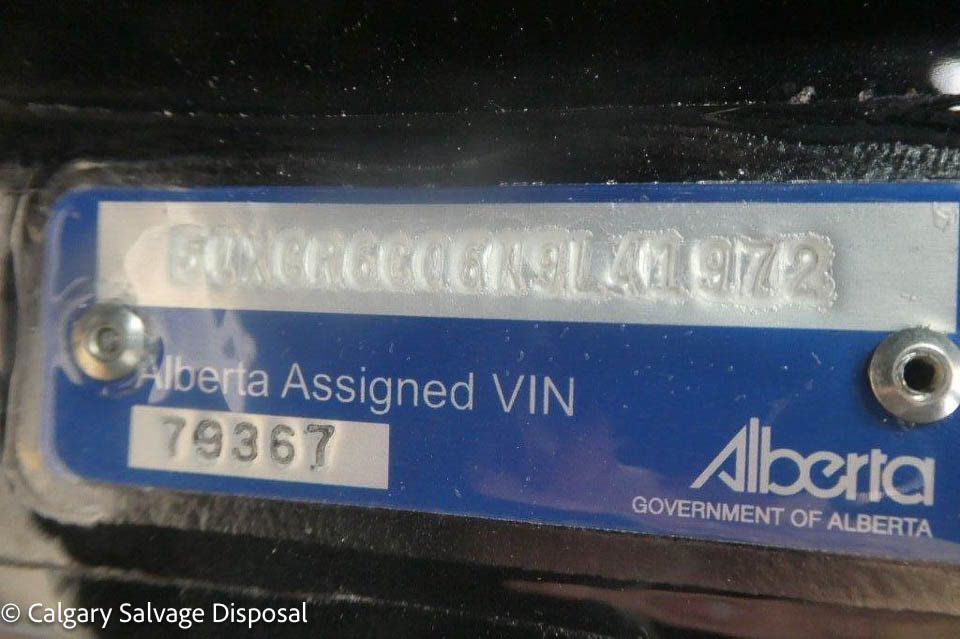 Alberta Assigned VIN
79367
Alberta
GOVERNMENT OF ALBERTA
© Calgary Salvage Disposal